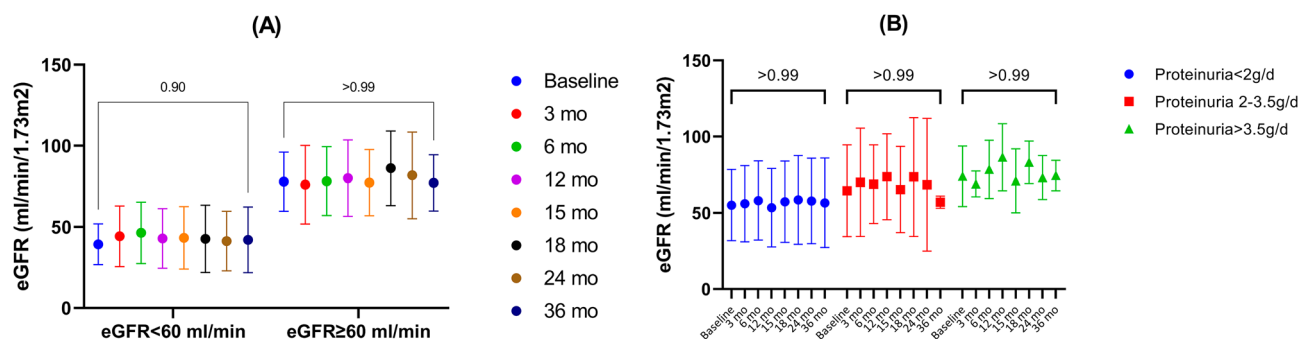 (A)
eGFR (ml/min/1.73m2)
150
100
50
0
0.90
>0.99
eGFR<60 ml/min
eGFR≥60 ml/min
Baseline
3 mo
6 mo
12 mo
15 mo
18 mo
24 mo
36 mo
(B)
eGFR (ml/min/1.73m2)
150
100
50
0
>0.99
>0.99
>0.99
Baseline
3 mo
6 mo
12 mo
15 mo
18 mo
24 mo
36 mo
Baseline
3 mo
6 mo
12 mo
15 mo
18 mo
24 mo
36 mo
Baseline
3 mo
6 mo
12 mo
15 mo
18 mo
24 mo
36 mo
Proteinuria<2g/d
Proteinuria 2-3.5g/d
Proteinuria>3.5g/d